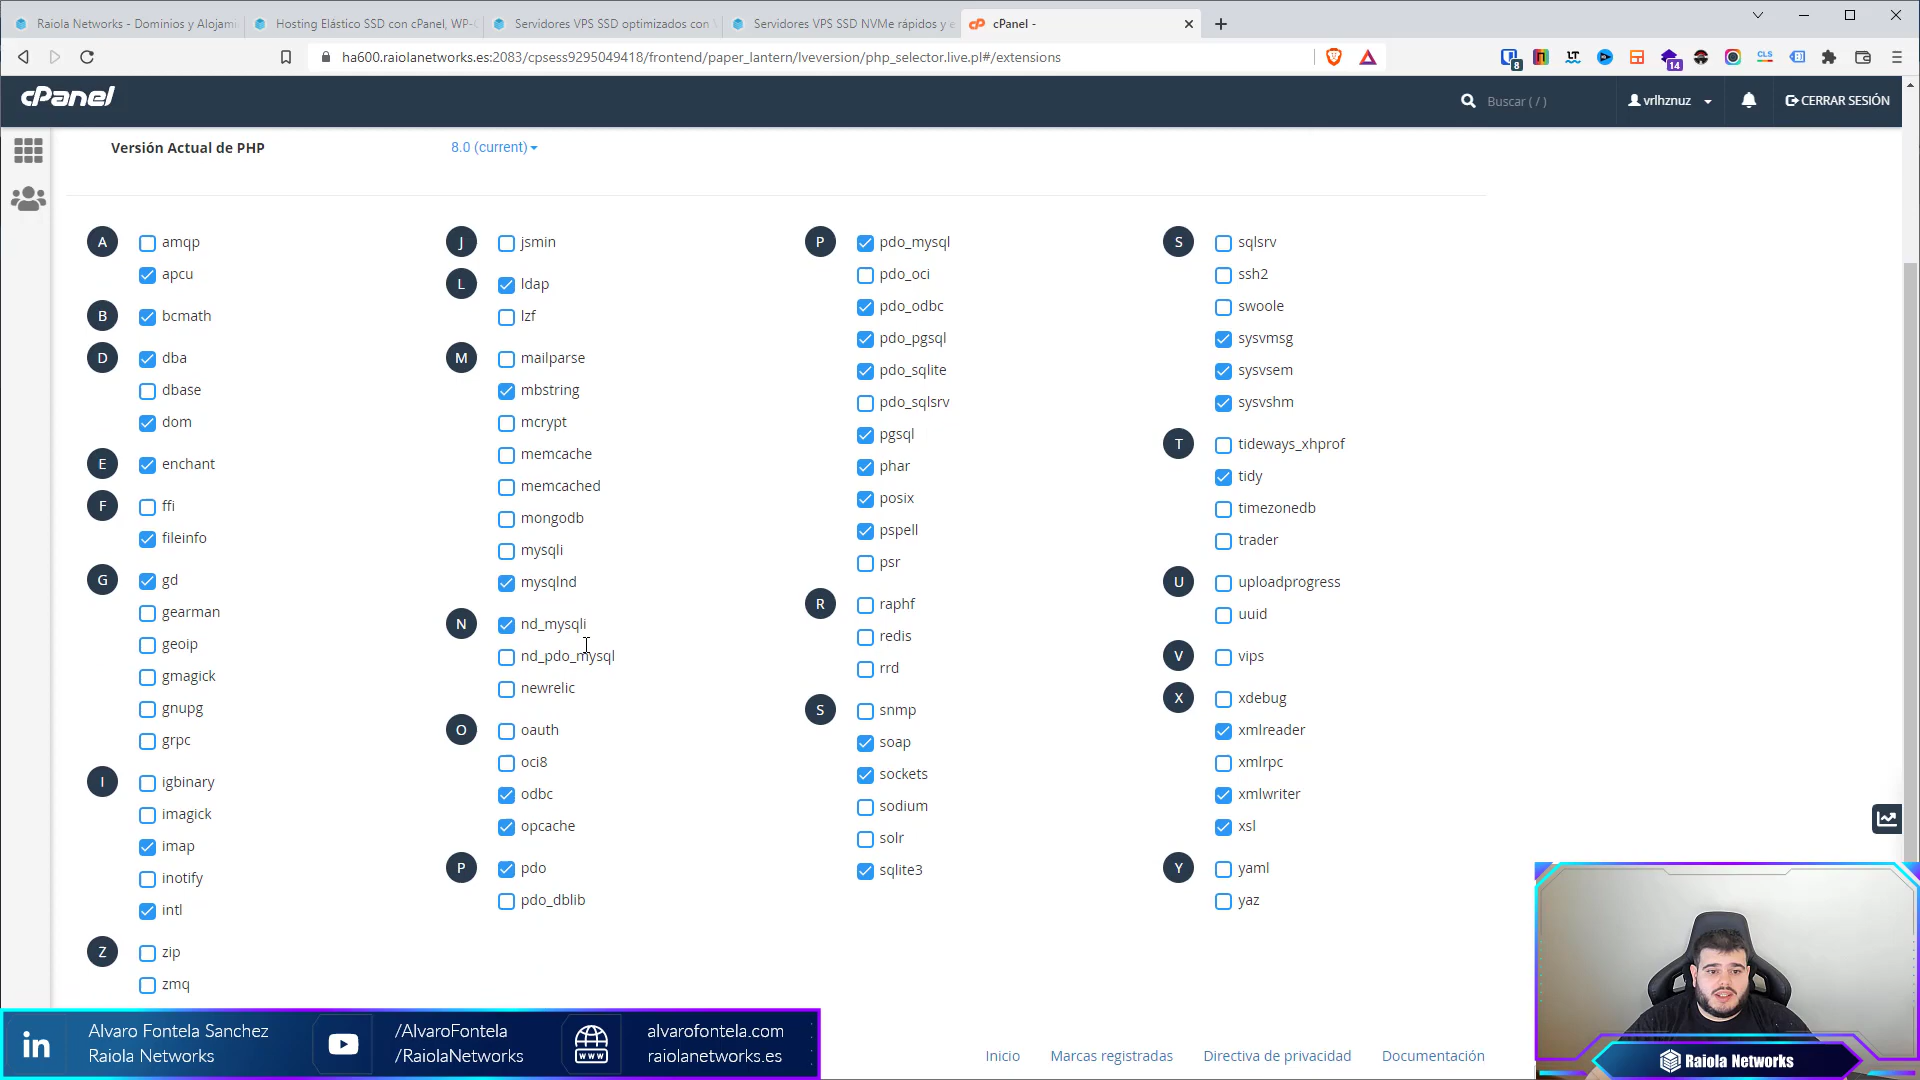 Raiola Networks - Dominios y Alojam
Hosting Elástico SSD con cPanel, WP-C
Servidores VPS SSD optimizados con
Servidores VPS SSD NVMe rápidos y e
cPanel -
ha600.raiolanetworks.es:2083/cpsess9295049418/frontend/paper_lantern/lveversion/php_selector.live.pl#/extensions
8
LT
14
CLS
cPanel
Buscar ( / )
vrlhznuz
CERRAR SESIÓN
Versión Actual de PHP
8.0 (current)
A
amqp
apcu
B
bcmath
D
dba
dbase
dom
E
enchant
F
ffi
fileinfo
G
gd
gearman
geoip
gmagick
gnupg
grpc
I
igbinary
imagick
imap
inotify
intl
Z
zip
zmq
J
jsmin
L
ldap
lzf
M
mailparse
mbstring
mcrypt
memcache
memcached
mongodb
mysqli
mysqlnd
N
nd_mysqli
nd_pdo_mysql
newrelic
O
oauth
oci8
odbc
opcache
P
pdo
pdo_dblib
P
pdo_mysql
pdo_oci
pdo_odbc
pdo_pgsql
pdo_sqlite
pdo_sqlsrv
pgsql
phar
posix
pspell
psr
R
raphf
redis
rrd
S
snmp
soap
sockets
sodium
solr
sqlite3
S
sqlsrv
ssh2
swoole
sysvmsg
sysvsem
sysvshm
T
tideways_xhprof
tidy
timezonedb
trader
U
uploadprogress
uuid
V
vips
X
xdebug
xmlreader
xmlrpc
xmlwriter
xsl
Y
yaml
yaz
in
Alvaro Fontela Sanchez
Raiola Networks
/AlvaroFontela
/RaiolaNetworks
www
alvarofontela.com
raiolanetworks.es
Inicio
Marcas registradas
Directiva de privacidad
Documentación
Raiola Networks